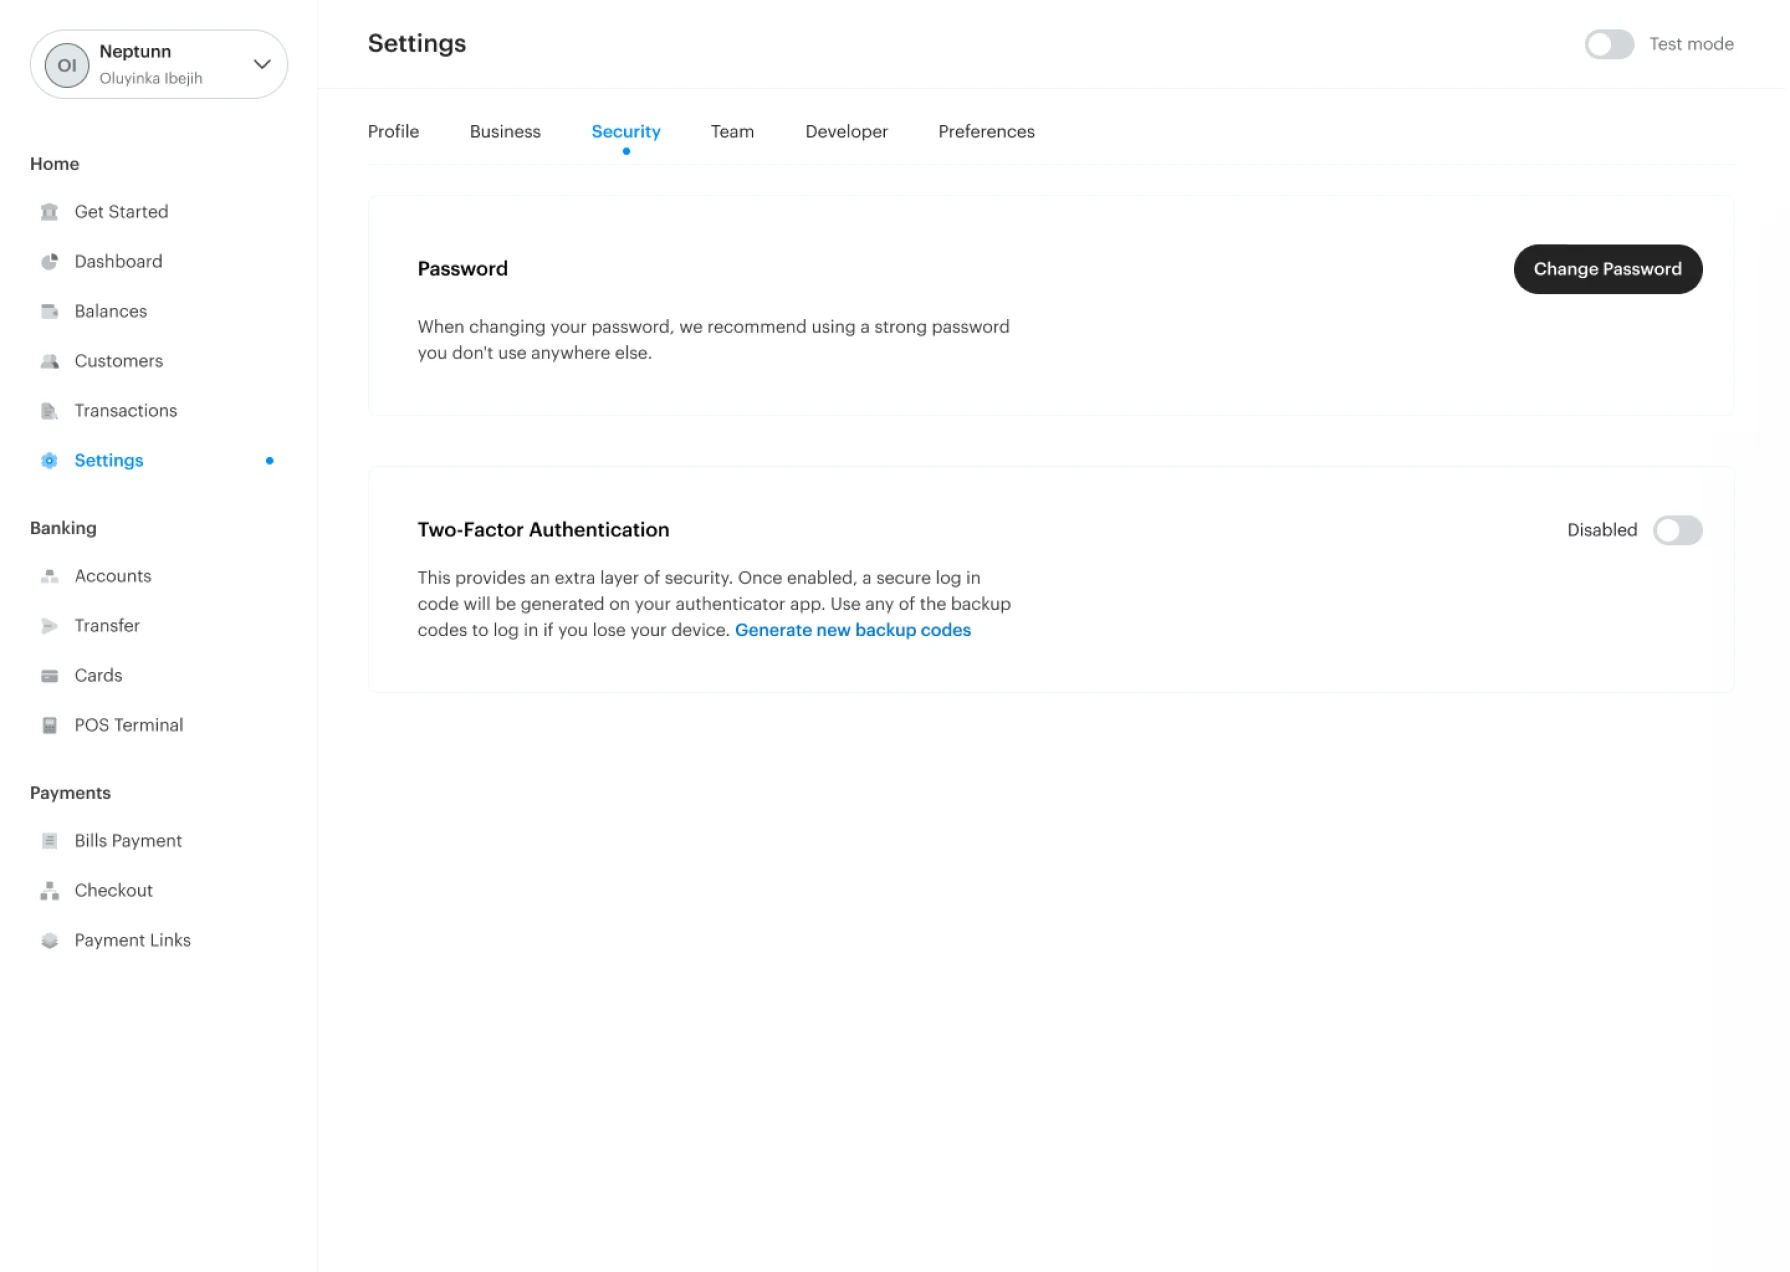 OI
Neptunn
Oluyinka Ibejih
Home
Get Started
Dashboard
Balances
Customers
Transactions
Settings
Banking
Accounts
Transfer
Cards
POS Terminal
Payments
Bills Payment
Checkout
Payment Links
Settings
Test mode
Profile
Business
Security
Team
Developer
Preferences
Password
Change Password
When changing your password, we recommend using a strong password
you don't use anywhere else.
Two-Factor Authentication
Disabled
This provides an extra layer of security. Once enabled, a secure log in
code will be generated on your authenticator app. Use any of the backup
codes to log in if you lose your device. Generate new backup codes